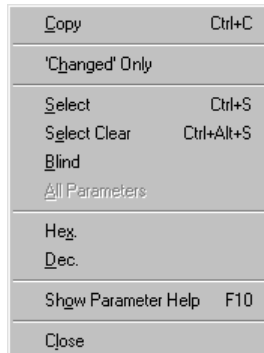 Copy Ctrl+C
'Changed' Only
Select Ctrl+S
Select Clear Ctrl+Alt+S
Blind
All Parameters
Hex.
Dec.
Show Parameter Help F10
Close